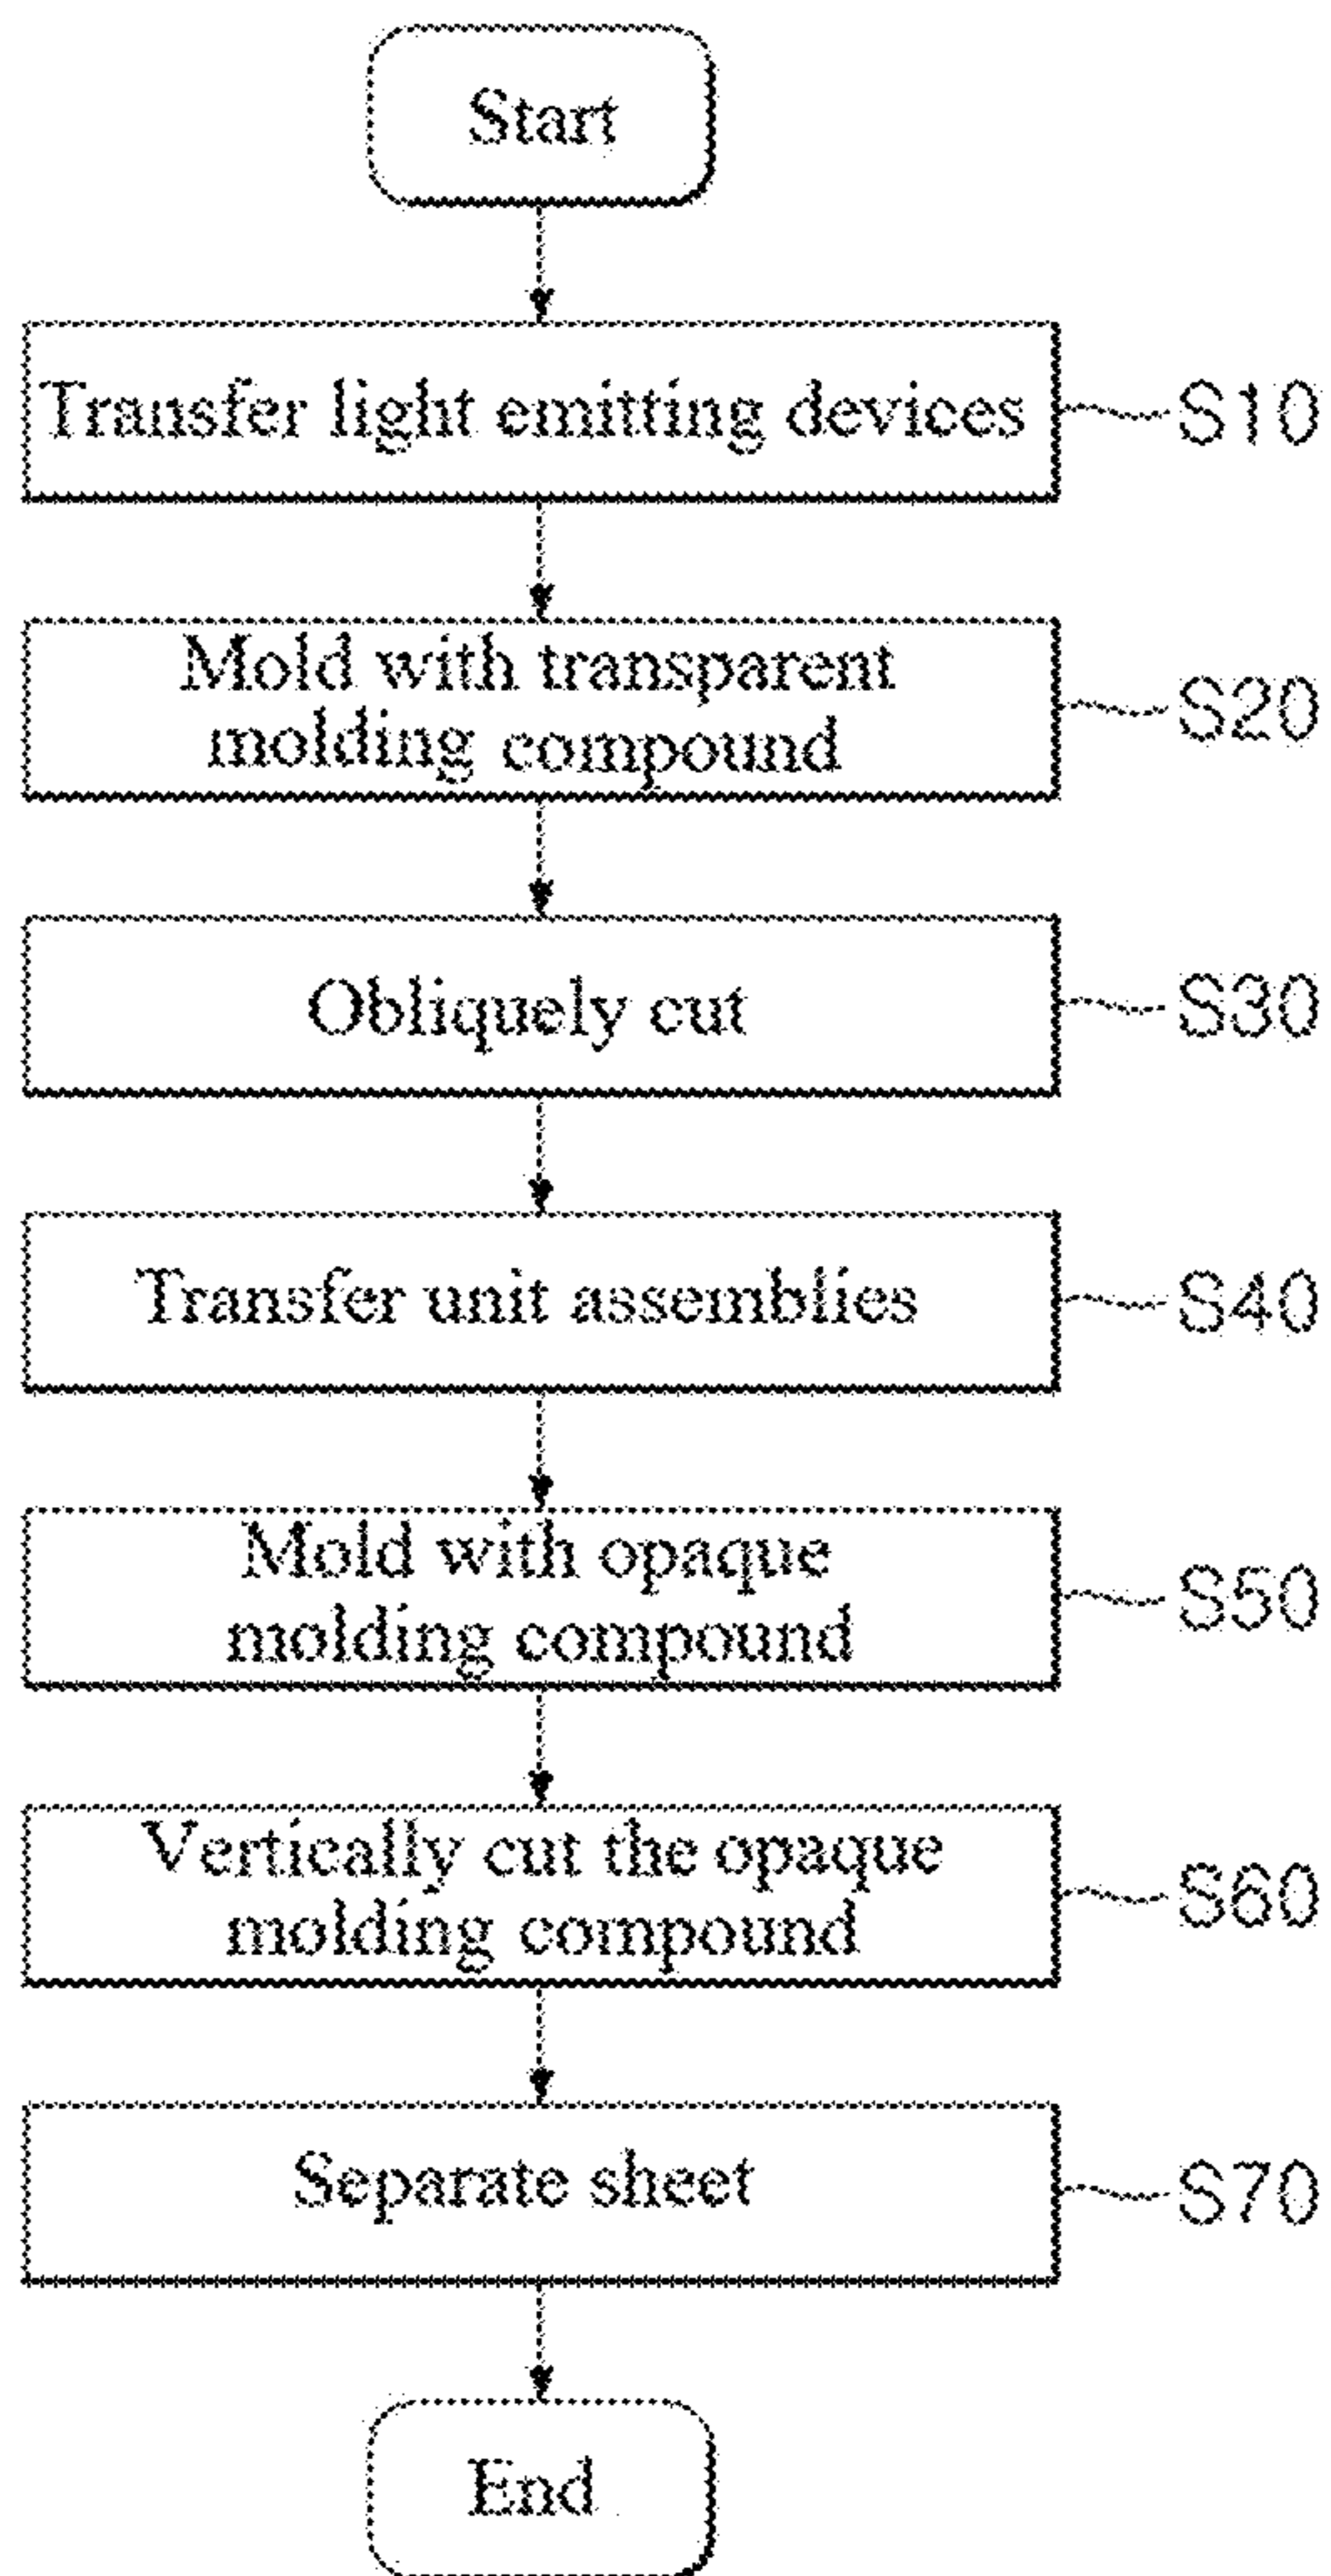 Start
Transfer light emitting devices
S10
Mold with transparent
molding compound
S20
Obliquely cut
S30
Transfer unit assemblies
S40
Mold with opaque
molding compound
S50
Vertically cut the opaque
molding compound
S60
Separate sheet
S70
End